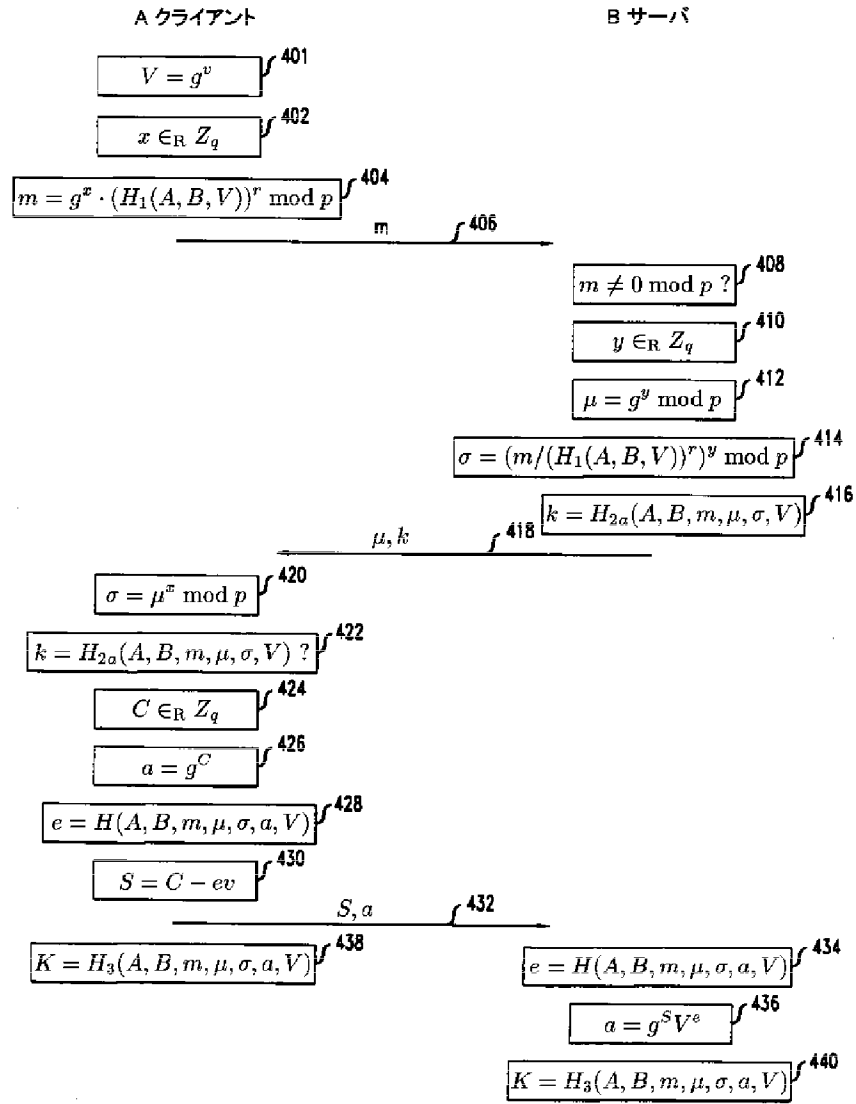 A クライアント
B サーバ
V = g^v
401
x ∈_R Z_q
402
m = g^x · (H_1(A, B, V))^r mod p
404
m
406
m ≠ 0 mod p ?
408
y ∈_R Z_q
410
μ = g^y mod p
412
σ = (m/(H_1(A, B, V))^r)^y mod p
414
k = H_{2a}(A, B, m, μ, σ, V)
416
μ, k
418
σ = μ^x mod p
420
k = H_{2a}(A, B, m, μ, σ, V) ?
422
C ∈_R Z_q
424
a = g^C
426
e = H(A, B, m, μ, σ, a, V)
428
S = C − ev
430
S, a
432
K = H_3(A, B, m, μ, σ, a, V)
438
e = H(A, B, m, μ, σ, a, V)
434
a = g^S V^e
436
K = H_3(A, B, m, μ, σ, a, V)
440